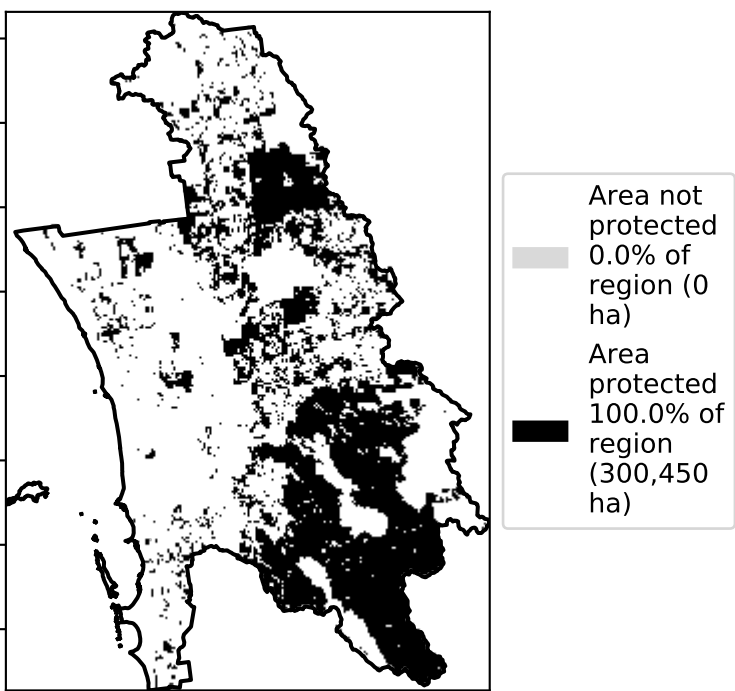 Area not
protected
0.0% of
region (0
ha)
Area
protected
100.0% of
region
(300,450
ha)